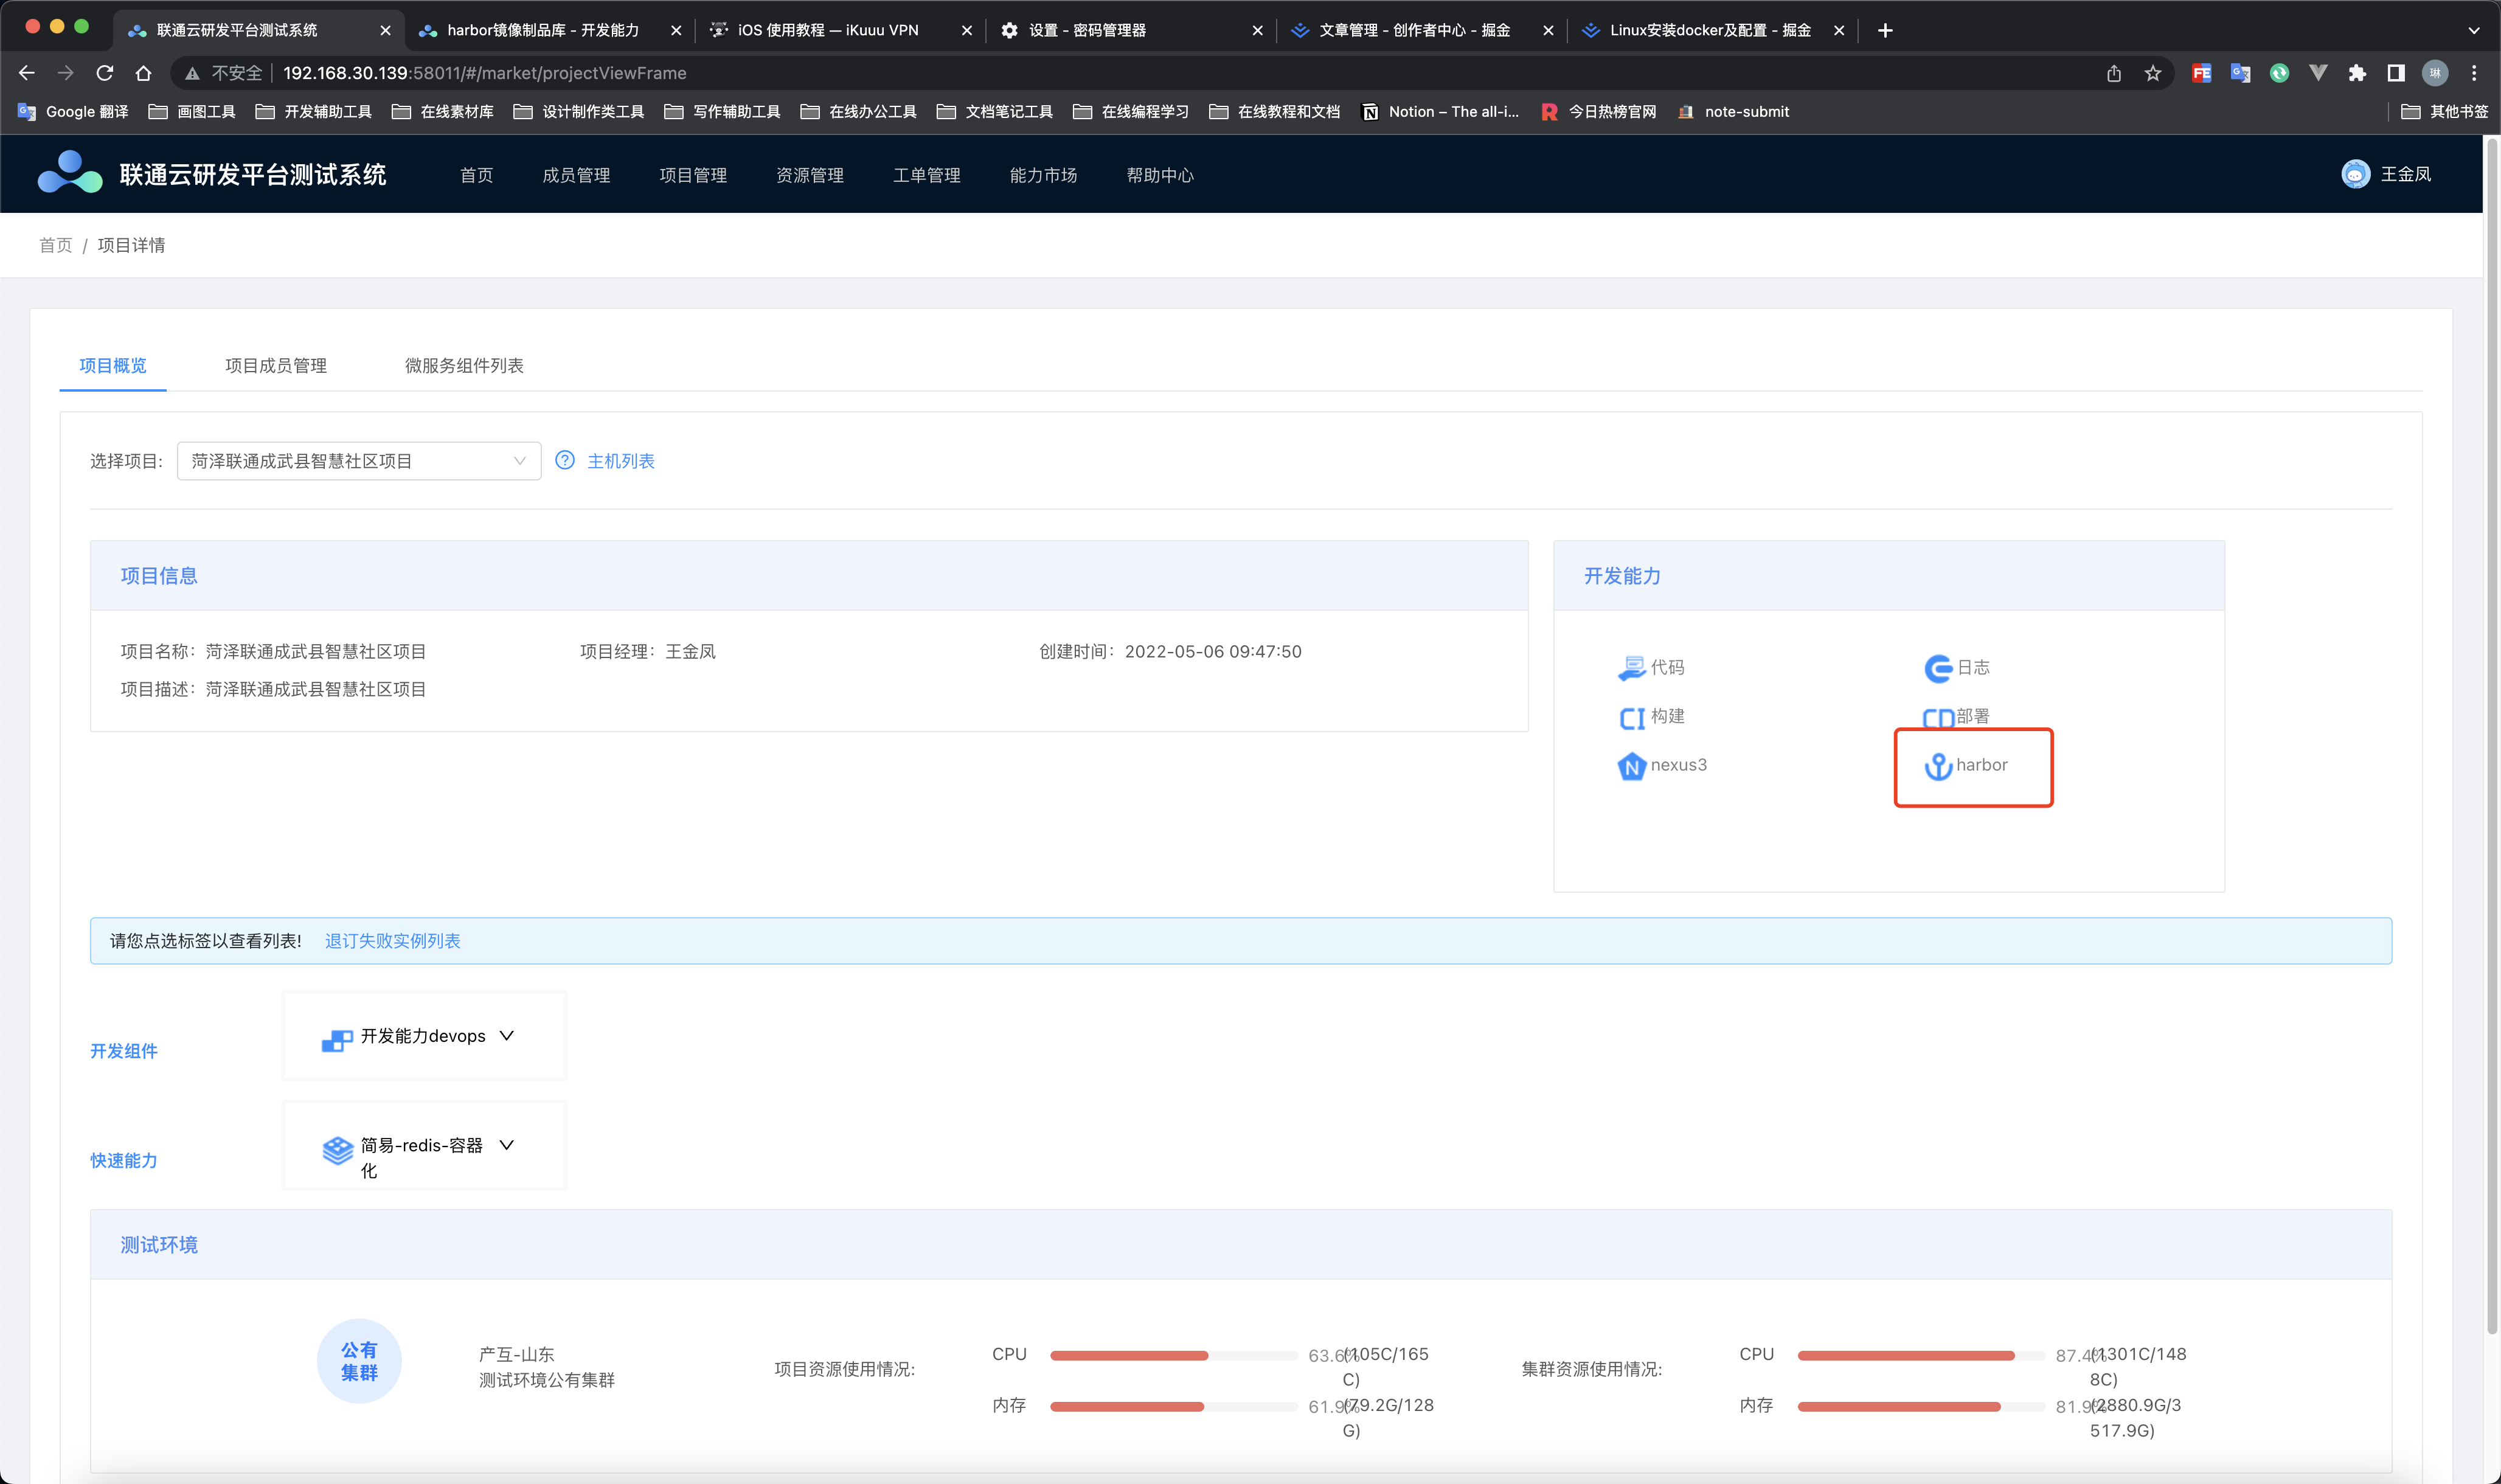 联通云研发平台测试系统
harbor镜像制品库 - 开发能力
iOS 使用教程 — iKuuu VPN
设置 - 密码管理器
文章管理 - 创作者中心 - 掘金
Linux安装docker及配置 - 掘金
不安全
192.168.30.139:58011/#/market/projectViewFrame
FE
琳
Google 翻译
画图工具
开发辅助工具
在线素材库
设计制作类工具
写作辅助工具
在线办公工具
文档笔记工具
在线编程学习
在线教程和文档
Notion – The all-i...
今日热榜官网
note-submit
其他书签
联通云研发平台测试系统
首页
成员管理
项目管理
资源管理
工单管理
能力市场
帮助中心
王金凤
首页 / 项目详情
项目概览
项目成员管理
微服务组件列表
选择项目:
菏泽联通成武县智慧社区项目
主机列表
项目信息
项目名称：菏泽联通成武县智慧社区项目
项目经理：王金凤
创建时间：2022-05-06 09:47:50
项目描述：菏泽联通成武县智慧社区项目
开发能力
代码
日志
CI 构建
CD 部署
N nexus3
harbor
请您点选标签以查看列表!
退订失败实例列表
开发组件
开发能力devops
快速能力
简易-redis-容器
化
测试环境
公有
集群
产互-山东
测试环境公有集群
项目资源使用情况:
CPU
63.6%
(105C/165
C)
内存
61.9%
(79.2G/128
G)
集群资源使用情况:
CPU
87.4%
(1301C/148
8C)
内存
81.9%
(2880.9G/3
517.9G)